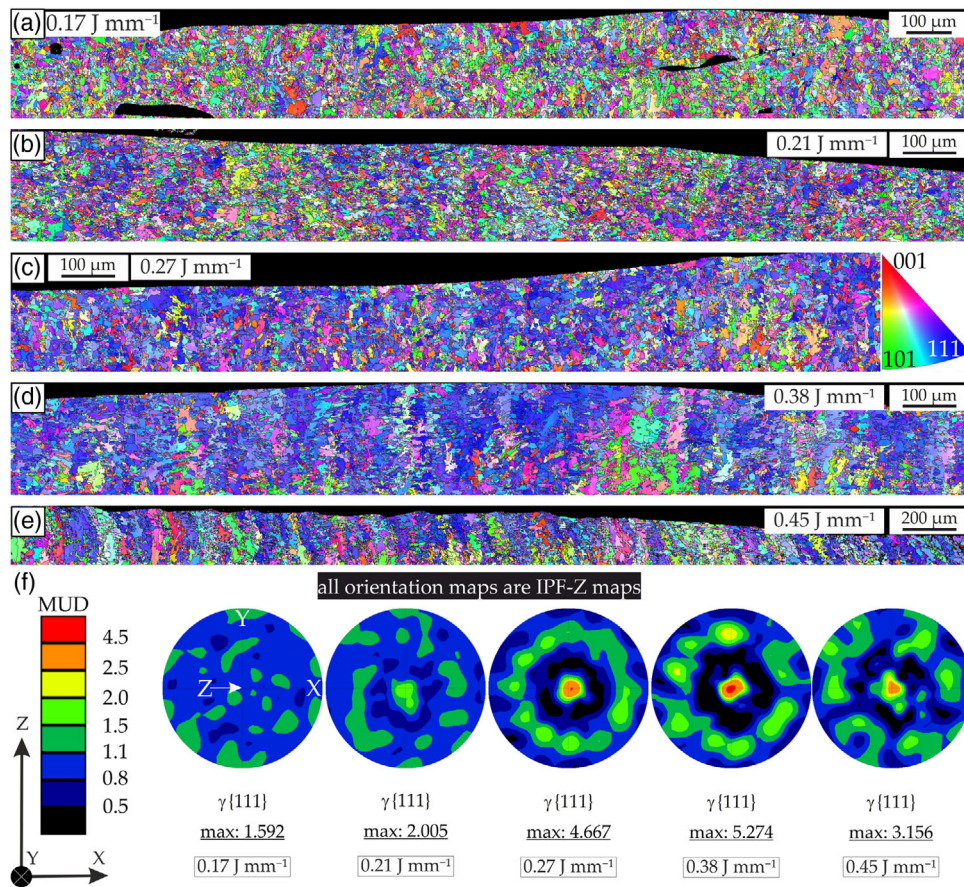 (a) 0.17 J mm⁻¹ 100 µm
(b) 0.21 J mm⁻¹ 100 µm
(c) 100 µm 0.27 J mm⁻¹
001
101 111
(d) 0.38 J mm⁻¹ 100 µm
(e) 0.45 J mm⁻¹ 200 µm
(f) all orientation maps are IPF-Z maps
MUD
4.5
2.5
2.0
1.5
1.1
0.8
0.5
Z
Y X
Y
Z X
γ{111} γ{111} γ{111} γ{111} γ{111}
max: 1.592 max: 2.005 max: 4.667 max: 5.274 max: 3.156
0.17 J mm⁻¹ 0.21 J mm⁻¹ 0.27 J mm⁻¹ 0.38 J mm⁻¹ 0.45 J mm⁻¹